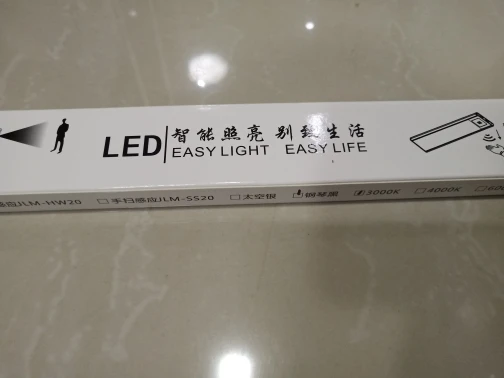 LED 智能照亮 别致生活
EASY LIGHT EASY LIFE
感应JLM-HW20 手扫感应JLM-SS20 太空银 钢琴黑 3000K 4000K